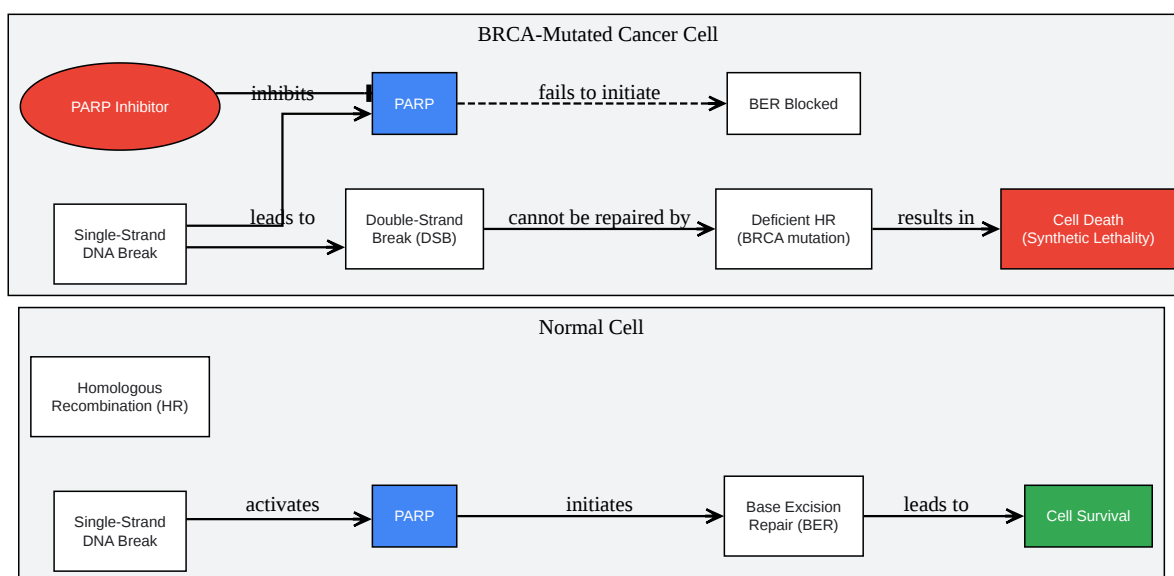 BRCA-Mutated Cancer Cell
PARP Inhibitor
inhibits
PARP
fails to initiate
BER Blocked
Single-Strand
DNA Break
leads to
Double-Strand
Break (DSB)
cannot be repaired by
Deficient HR
(BRCA mutation)
results in
Cell Death
(Synthetic Lethality)
Normal Cell
Homologous
Recombination (HR)
Single-Strand
DNA Break
activates
PARP
initiates
Base Excision
Repair (BER)
leads to
Cell Survival